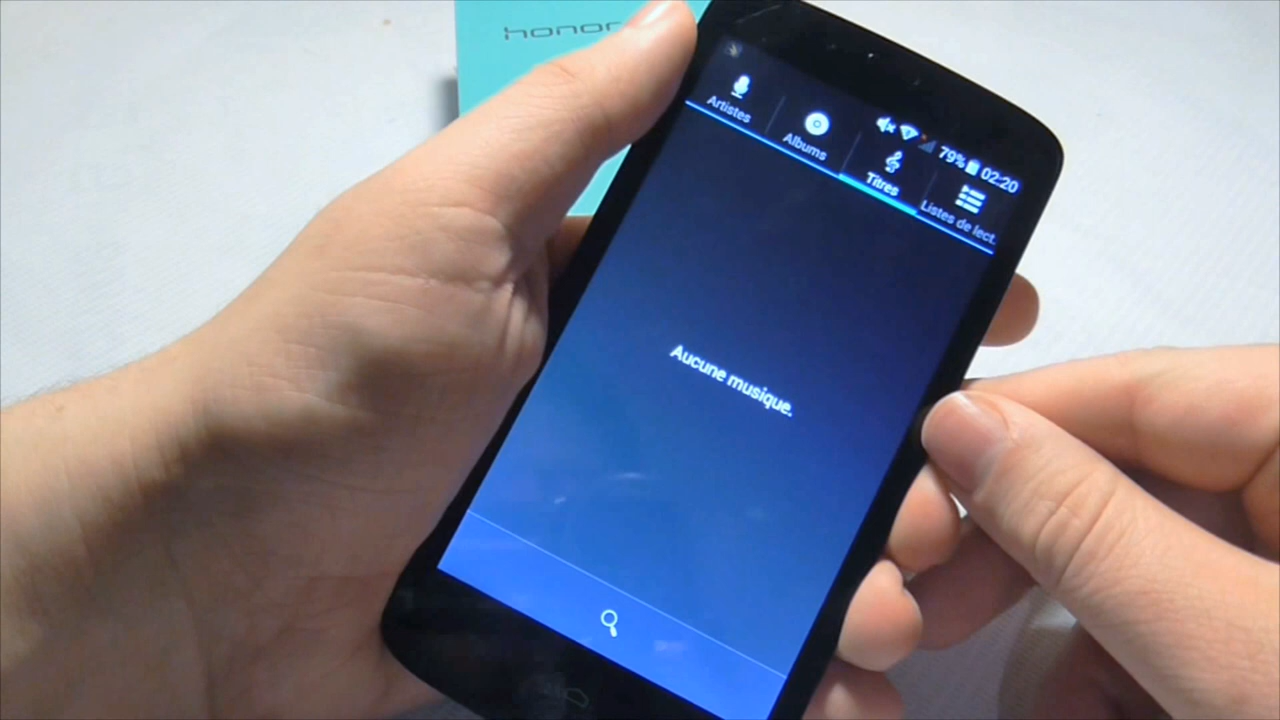 honor
79% 02:20
Artistes
Albums
Titres
Listes de lect.
Aucune musique.